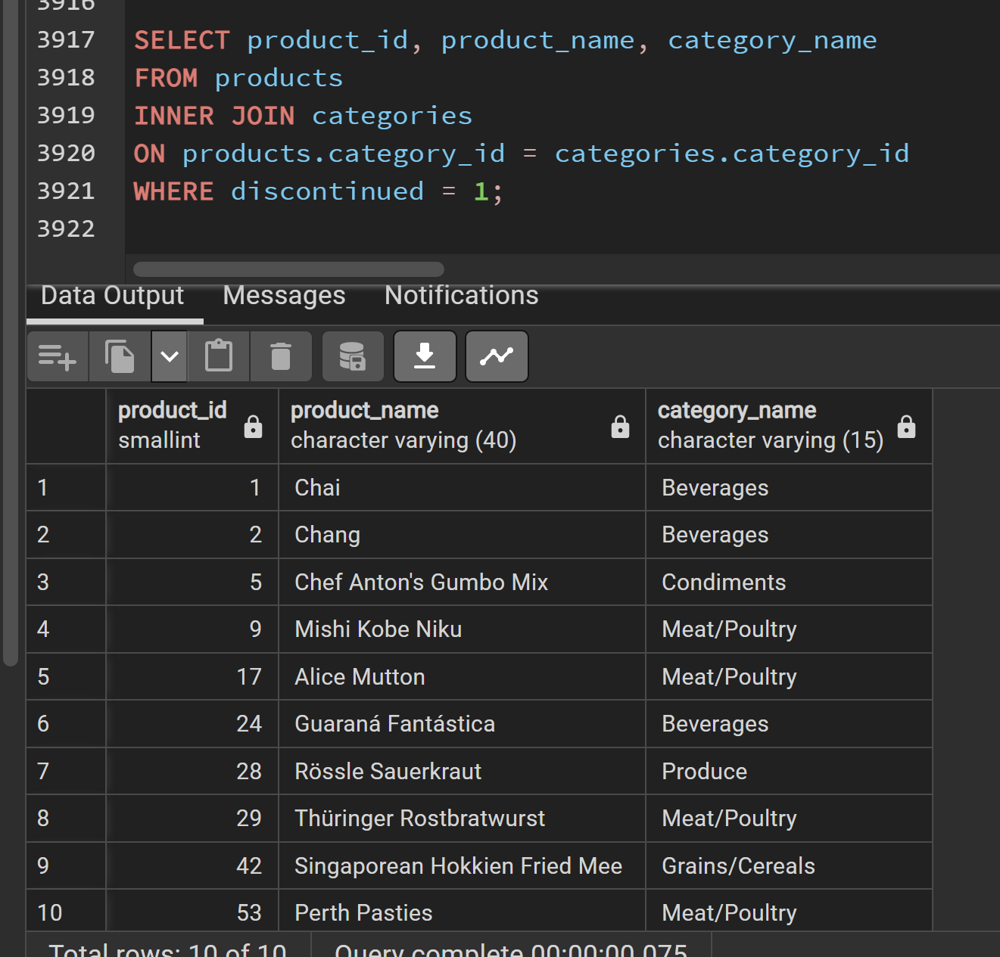 3916
3917 SELECT product_id, product_name, category_name
3918 FROM products
3919 INNER JOIN categories
3920 ON products.category_id = categories.category_id
3921 WHERE discontinued = 1;
3922
Data Output Messages Notifications
product_id product_name category_name
smallint character varying (40) character varying (15)
1 1 Chai Beverages
2 2 Chang Beverages
3 5 Chef Anton's Gumbo Mix Condiments
4 9 Mishi Kobe Niku Meat/Poultry
5 17 Alice Mutton Meat/Poultry
6 24 Guaraná Fantástica Beverages
7 28 Rössle Sauerkraut Produce
8 29 Thüringer Rostbratwurst Meat/Poultry
9 42 Singaporean Hokkien Fried Mee Grains/Cereals
10 53 Perth Pasties Meat/Poultry
Total rows: 10 of 10 Query complete 00:00:00.075